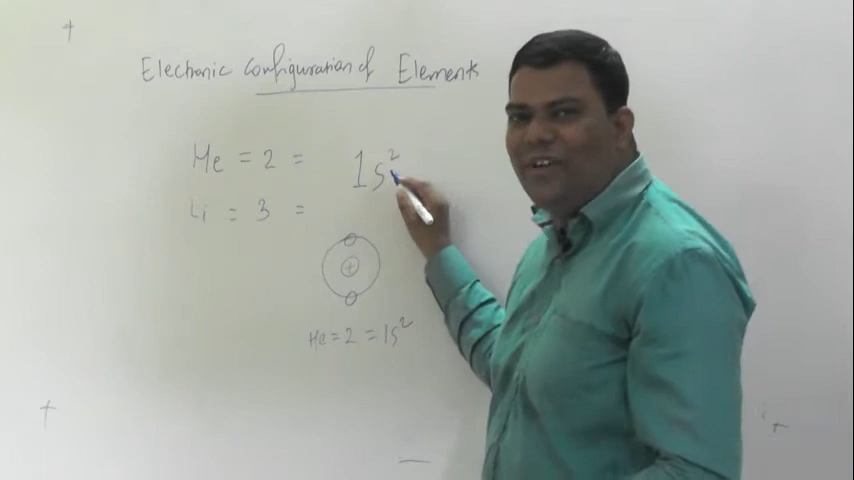 Electronic Configuration of Elements
He = 2 = 1s²
Li = 3 =
+
He = 2 = 1s²